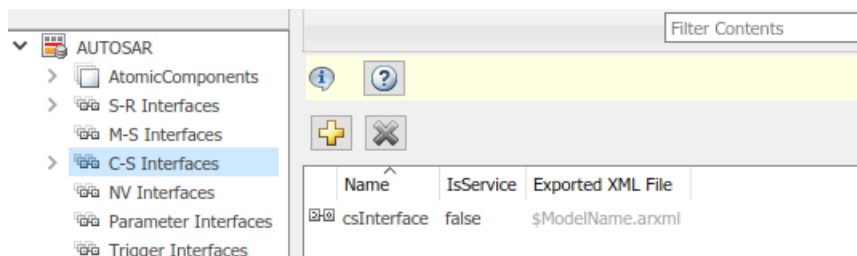 Filter Contents
AUTOSAR
AtomicComponents
S-R Interfaces
M-S Interfaces
C-S Interfaces
NV Interfaces
Parameter Interfaces
Trigger Interfaces
Name IsService Exported XML File
csInterface false $ModelName.arxml